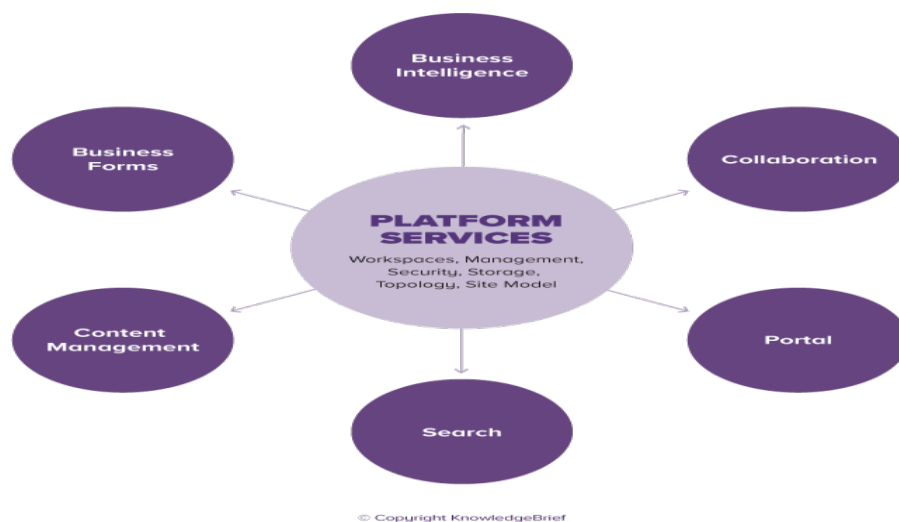 Business
Intelligence
Business
Forms
Collaboration
PLATFORM
SERVICES
Workspaces, Management,
Security, Storage,
Topology, Site Model
Content
Management
Portal
Search
© Copyright KnowledgeBrief